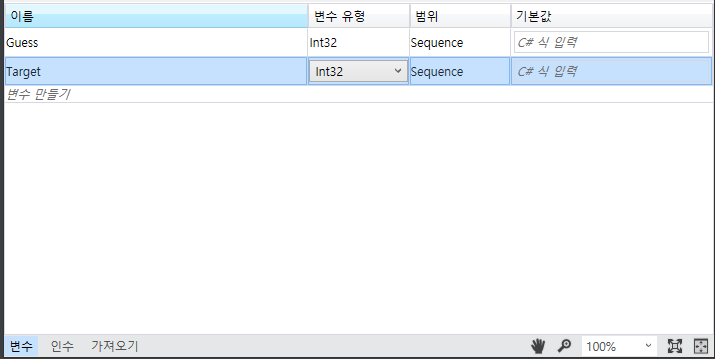 이름 변수 유형 범위 기본값
Guess Int32 Sequence C# 식 입력
Target Int32 Sequence C# 식 입력
변수 만들기
변수 인수 가져오기 100%